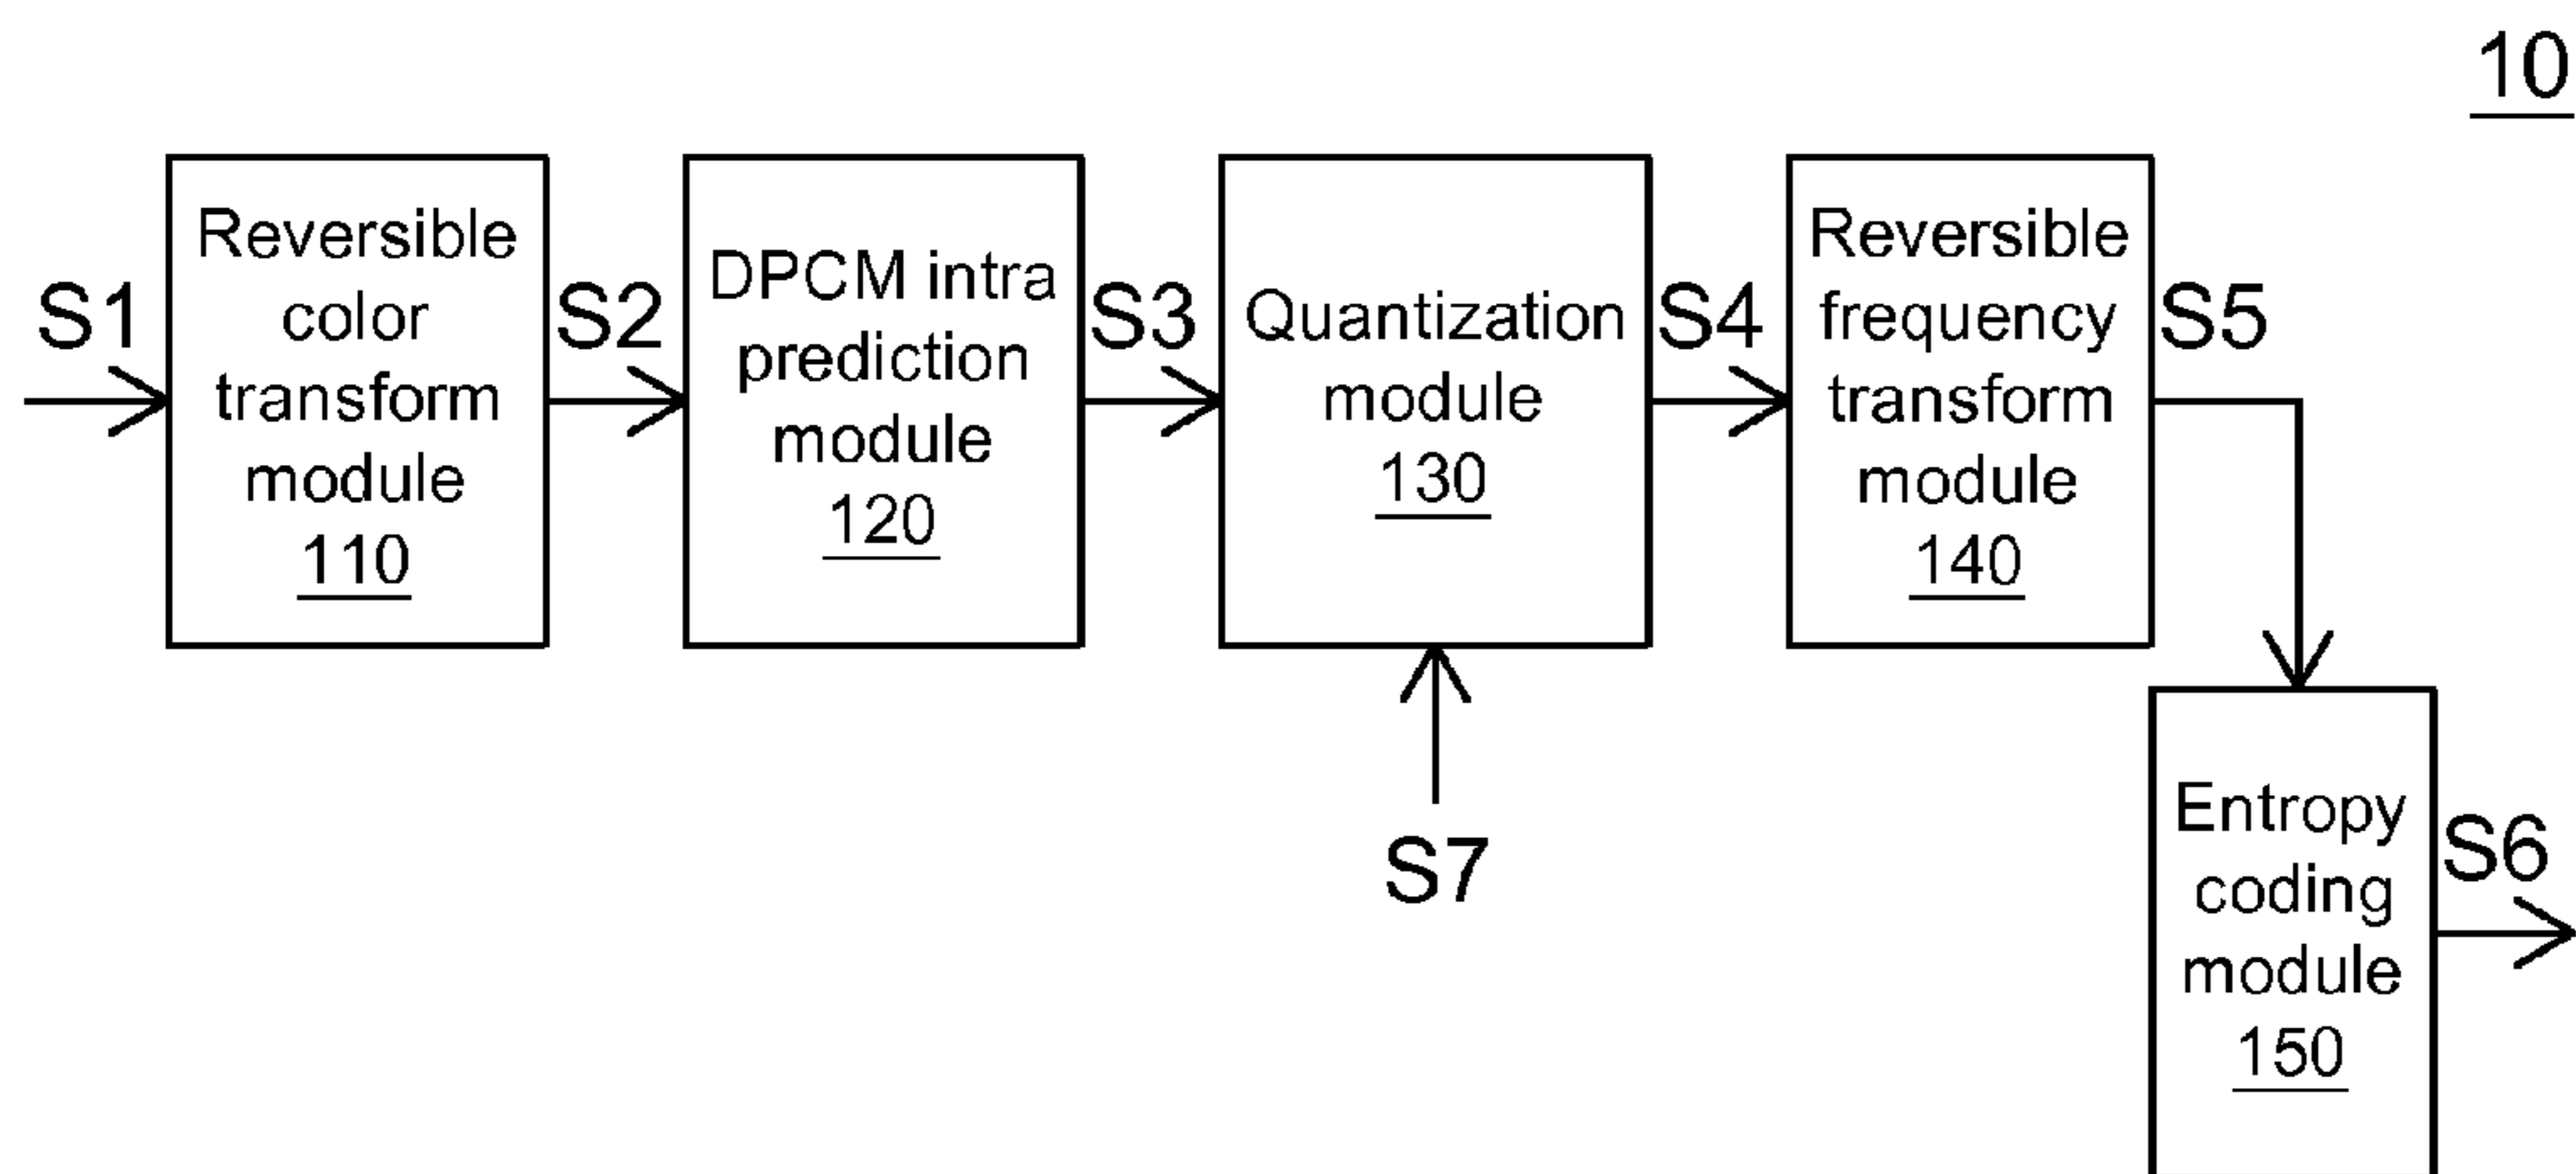 10
S1
Reversible
color
transform
module
110
S2
DPCM intra
prediction
module
120
S3
Quantization
module
130
S4
Reversible
frequency
transform
module
140
S5
S7
Entropy
coding
module
150
S6